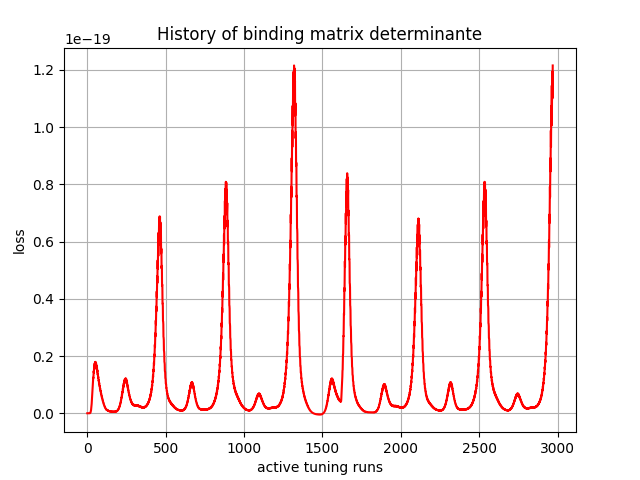 History of binding matrix determinante
1e−19
1.2
1.0
0.8
0.6
0.4
0.2
0.0
loss
0 500 1000 1500 2000 2500 3000
active tuning runs